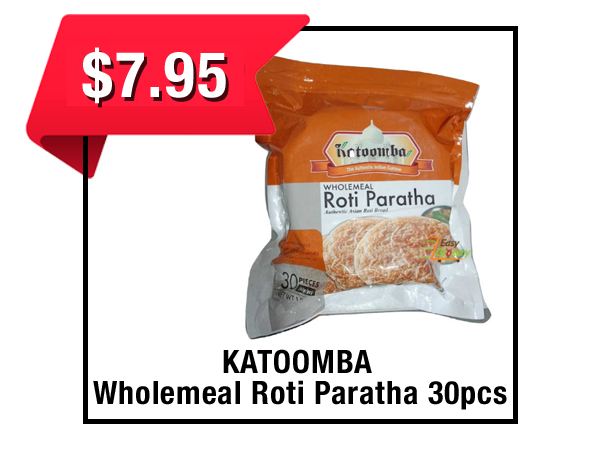 $7.95
Katoomba
The Authentic Indian Cuisine
WHOLEMEAL
Roti Paratha
Authentic Asian Roti Bread
Easy
30 PIECES
KATOOMBA
Wholemeal Roti Paratha 30pcs